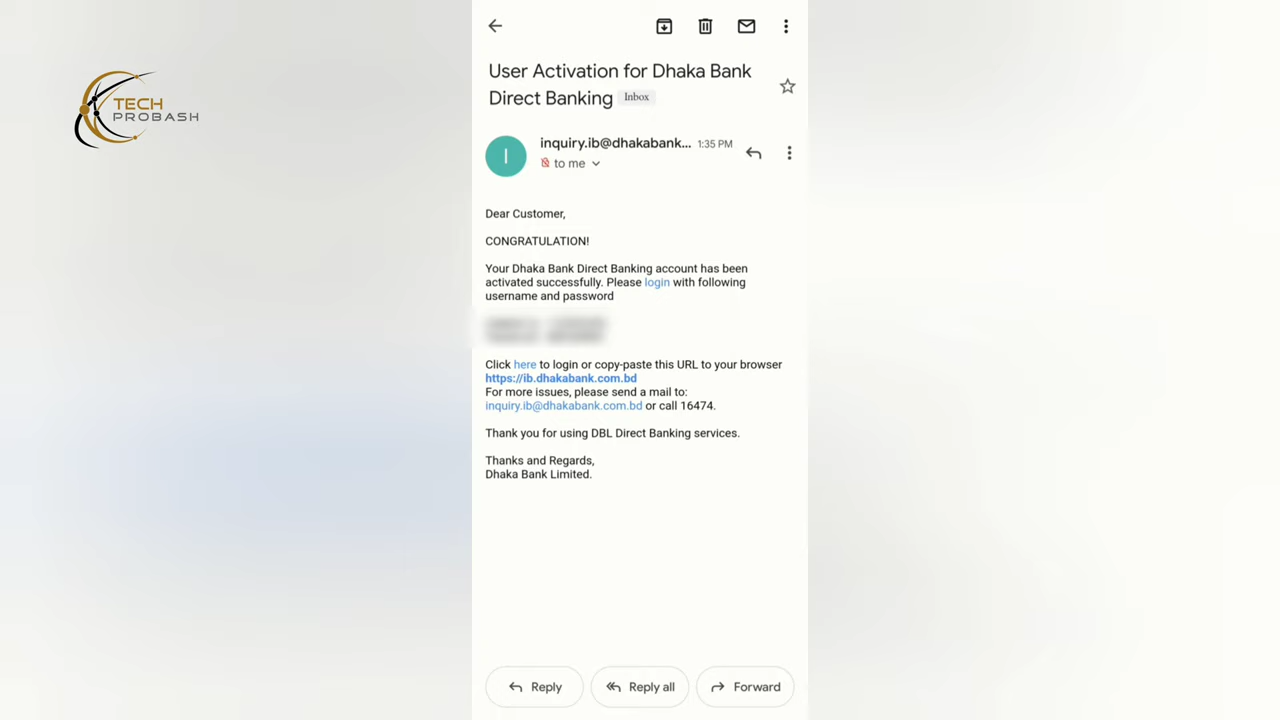 TECH
PROBASH
User Activation for Dhaka Bank
Direct Banking Inbox
I
inquiry.ib@dhakabank... 1:35 PM
to me
Dear Customer,
CONGRATULATION!
Your Dhaka Bank Direct Banking account has been
activated successfully. Please login with following
username and password
Click here to login or copy-paste this URL to your browser
https://ib.dhakabank.com.bd
For more issues, please send a mail to:
inquiry.ib@dhakabank.com.bd or call 16474.
Thank you for using DBL Direct Banking services.
Thanks and Regards,
Dhaka Bank Limited.
Reply Reply all Forward